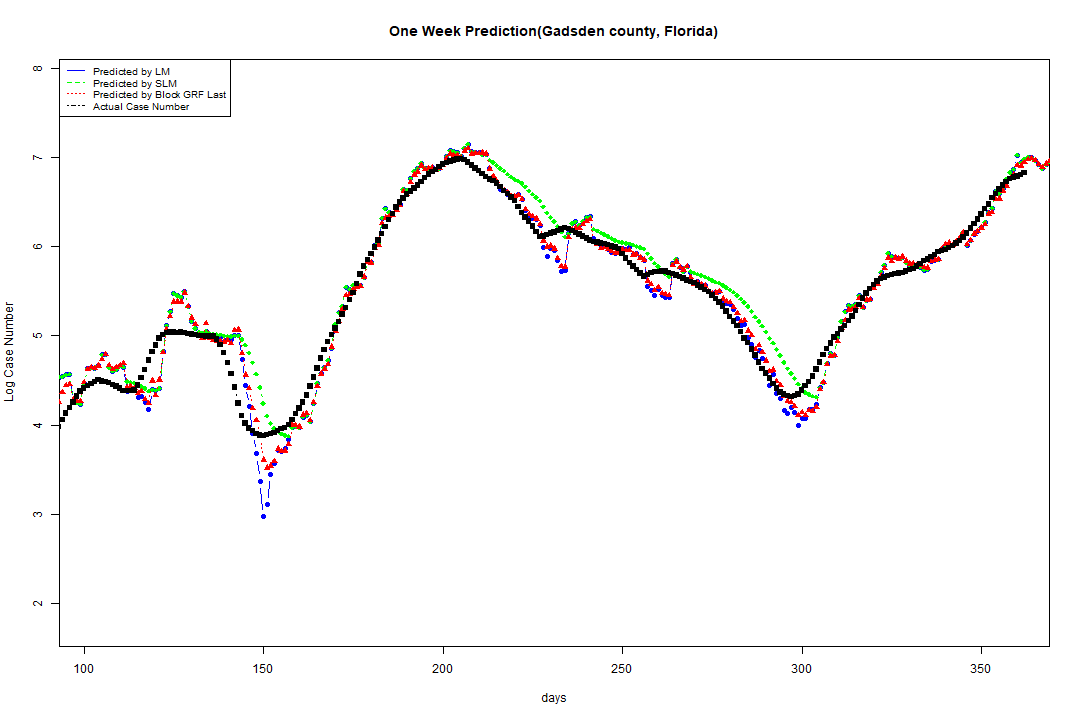 One Week Prediction(Gadsden county, Florida)
Predicted by LM
Predicted by SLM
Predicted by Block GRF Last
Actual Case Number
8
7
6
5
4
3
2
Log Case Number
100 150 200 250 300 350
days